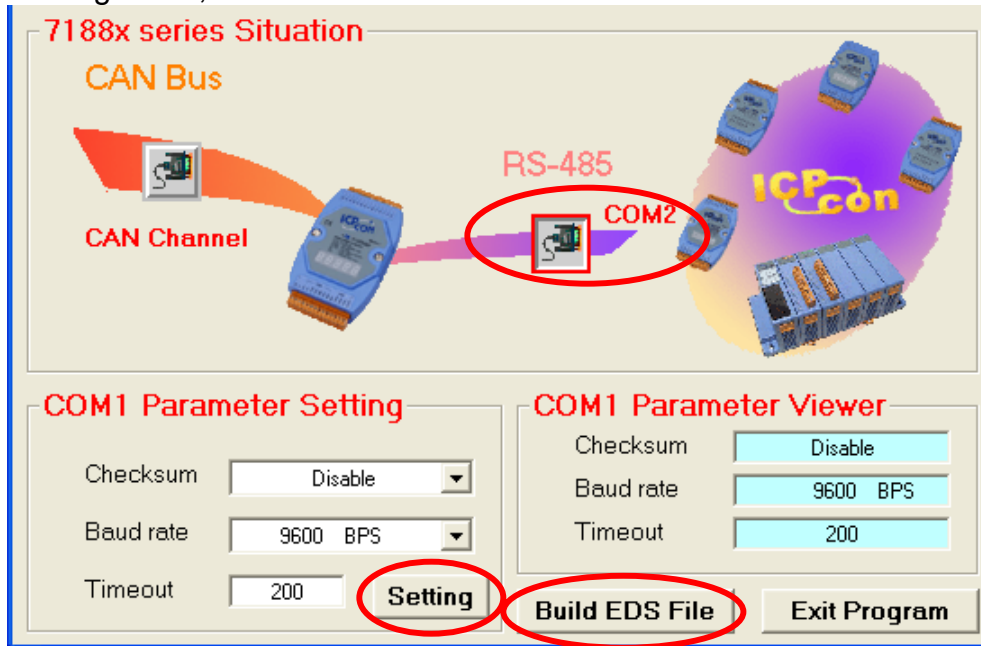 7188x series Situation
CAN Bus
RS-485
COM2
CAN Channel
ICPcon
ICPcon
COM1 Parameter Setting
Checksum Disable
Baud rate 9600 BPS
Timeout 200 Setting
COM1 Parameter Viewer
Checksum Disable
Baud rate 9600 BPS
Timeout 200
Build EDS File Exit Program